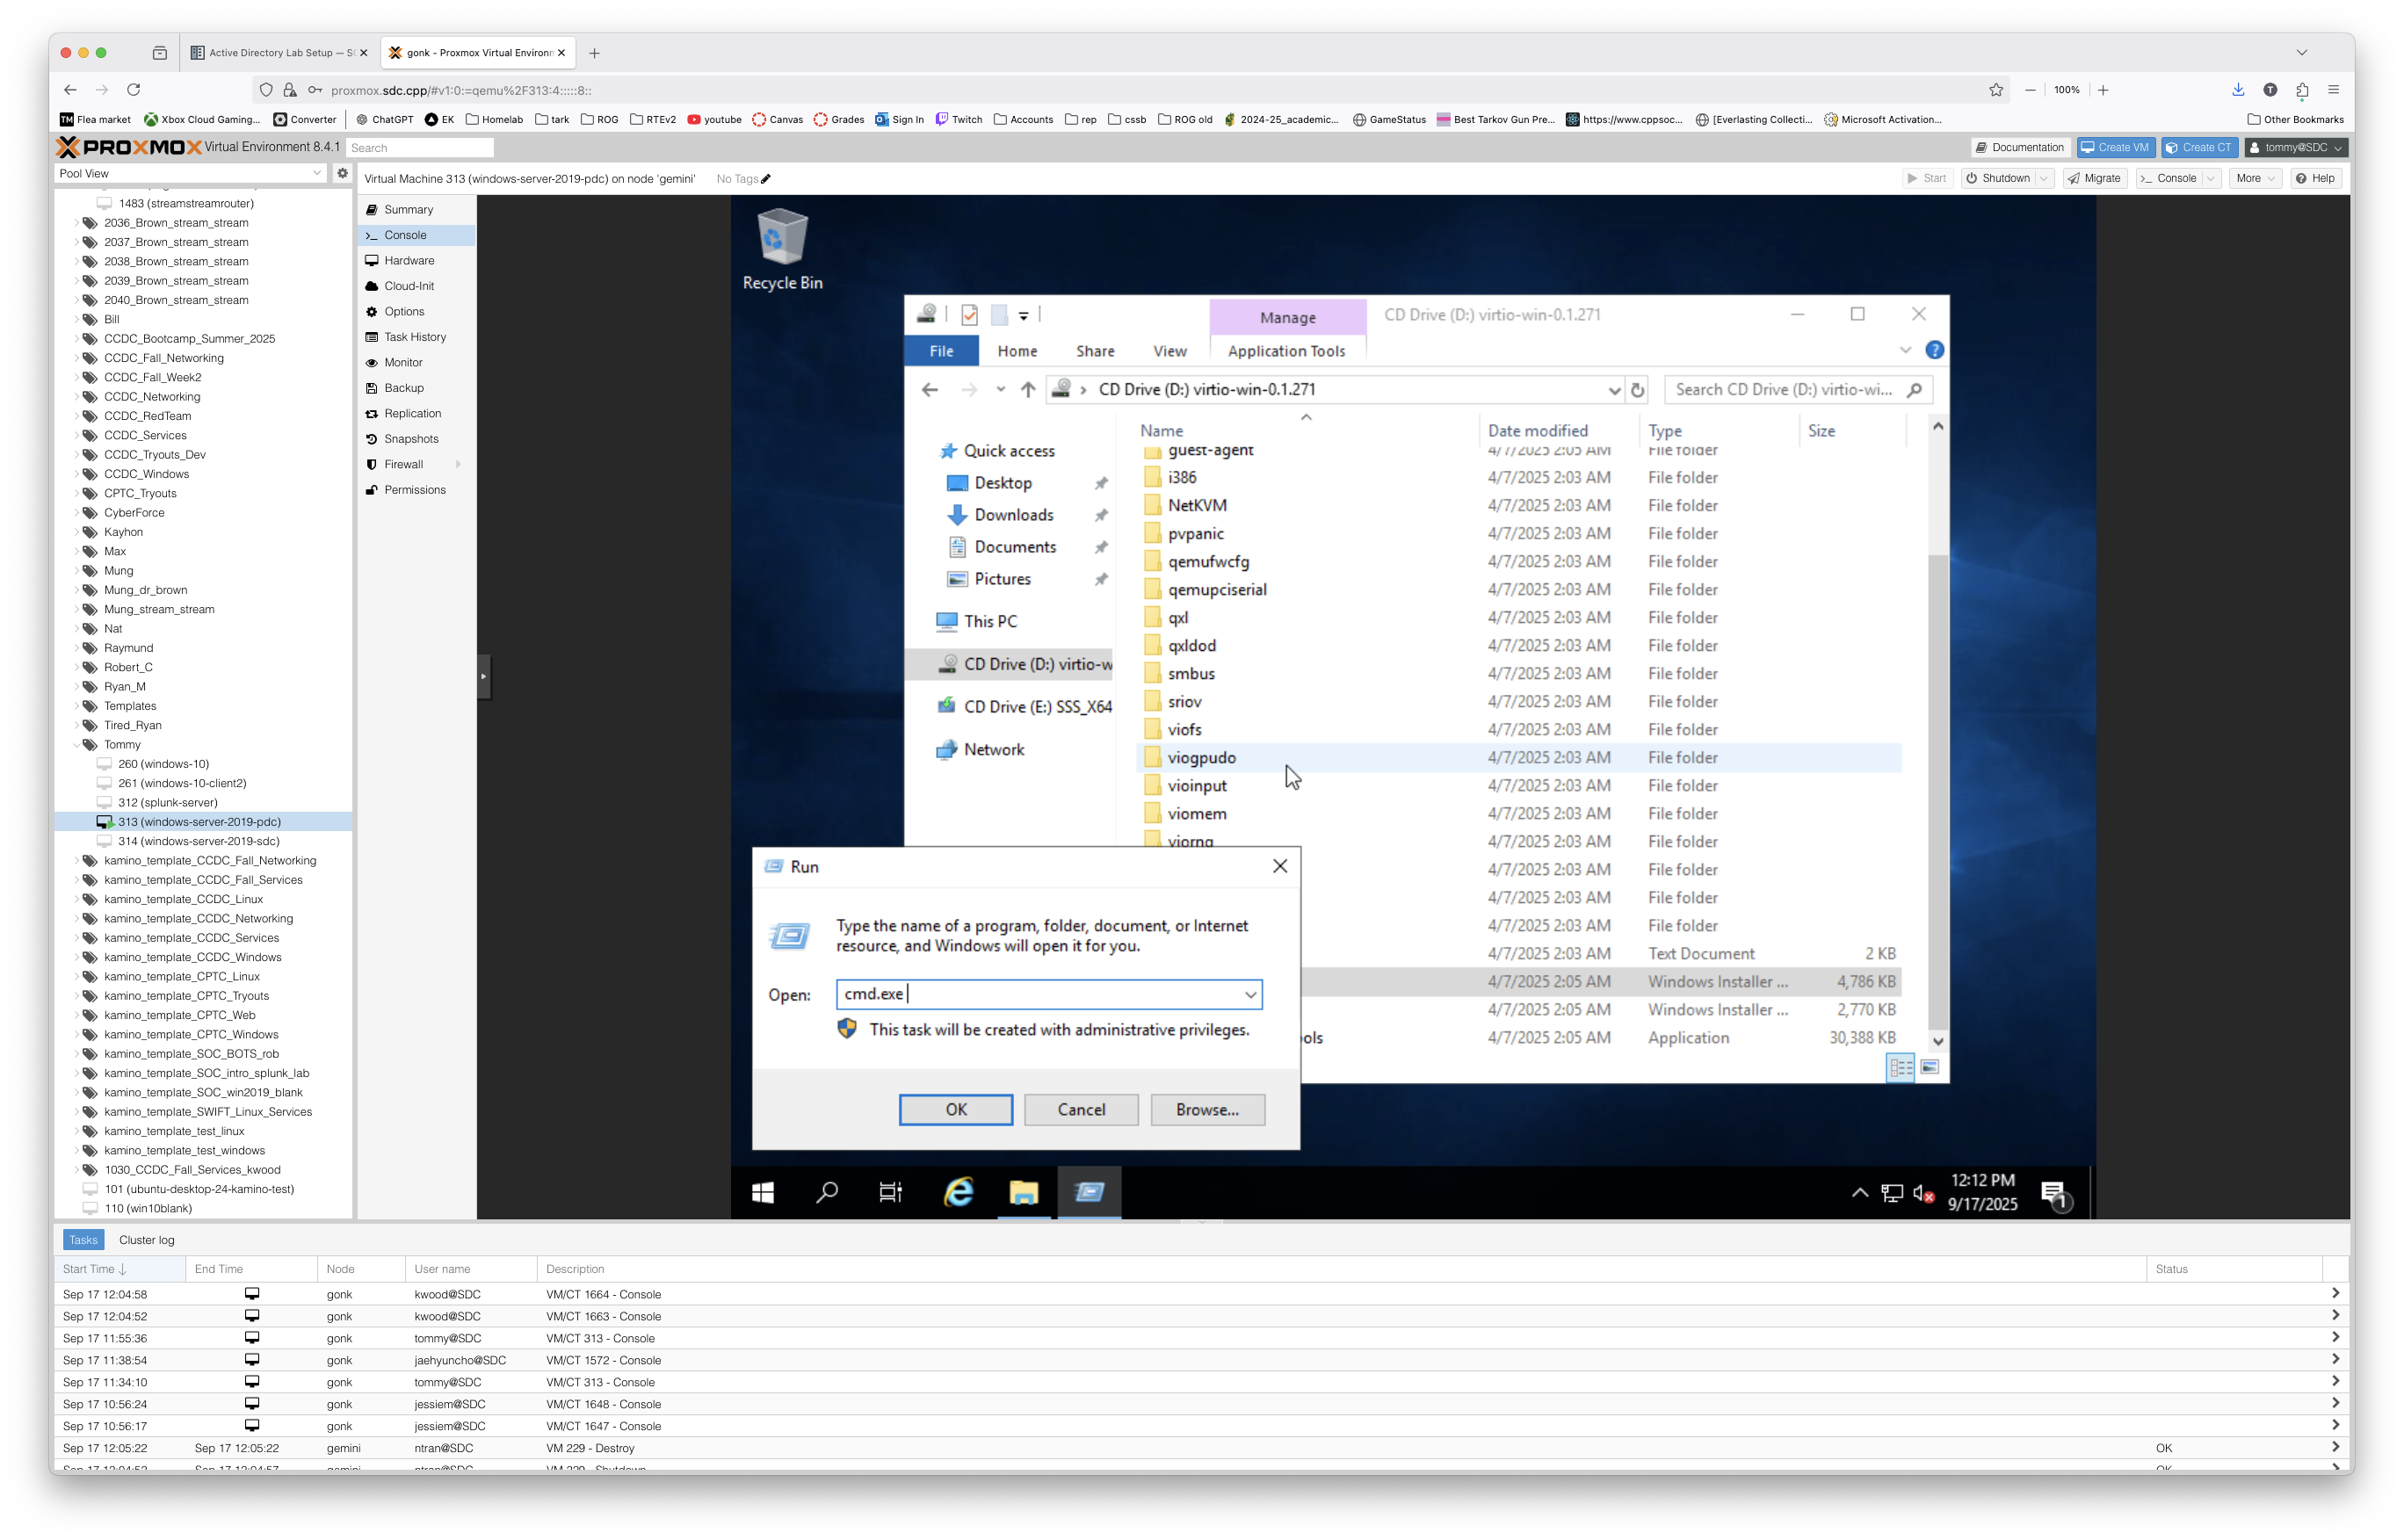 Active Directory Lab Setup — S
gonk - Proxmox Virtual Environm
proxmox.sdc.cpp/#v1:0:=qemu%2F313:4:::::8::
100%
T
TM Flea market
Xbox Cloud Gaming...
Converter
ChatGPT
EK
Homelab
tark
ROG
RTEv2
youtube
Canvas
Grades
Sign In
Twitch
Accounts
rep
cssb
ROG old
2024-25_academic...
GameStatus
Best Tarkov Gun Pre...
https://www.cppsoc...
[Everlasting Collecti...
Microsoft Activation...
Other Bookmarks
PROXMOX Virtual Environment 8.4.1
Search
Documentation
Create VM
Create CT
tommy@SDC
Pool View
Virtual Machine 313 (windows-server-2019-pdc) on node 'gemini'
No Tags
Start
Shutdown
Migrate
Console
More
Help
1483 (streamstreamrouter)
2036_Brown_stream_stream
2037_Brown_stream_stream
2038_Brown_stream_stream
2039_Brown_stream_stream
2040_Brown_stream_stream
Bill
CCDC_Bootcamp_Summer_2025
CCDC_Fall_Networking
CCDC_Fall_Week2
CCDC_Networking
CCDC_RedTeam
CCDC_Services
CCDC_Tryouts_Dev
CCDC_Windows
CPTC_Tryouts
CyberForce
Kayhon
Max
Mung
Mung_dr_brown
Mung_stream_stream
Nat
Raymund
Robert_C
Ryan_M
Templates
Tired_Ryan
Tommy
260 (windows-10)
261 (windows-10-client2)
312 (splunk-server)
313 (windows-server-2019-pdc)
314 (windows-server-2019-sdc)
kamino_template_CCDC_Fall_Networking
kamino_template_CCDC_Fall_Services
kamino_template_CCDC_Linux
kamino_template_CCDC_Networking
kamino_template_CCDC_Services
kamino_template_CCDC_Windows
kamino_template_CPTC_Linux
kamino_template_CPTC_Tryouts
kamino_template_CPTC_Web
kamino_template_CPTC_Windows
kamino_template_SOC_BOTS_rob
kamino_template_SOC_intro_splunk_lab
kamino_template_SOC_win2019_blank
kamino_template_SWIFT_Linux_Services
kamino_template_test_linux
kamino_template_test_windows
1030_CCDC_Fall_Services_kwood
101 (ubuntu-desktop-24-kamino-test)
110 (win10blank)
Summary
Console
Hardware
Cloud-Init
Options
Task History
Monitor
Backup
Replication
Snapshots
Firewall
Permissions
Recycle Bin
Manage
CD Drive (D:) virtio-win-0.1.271
File
Home
Share
View
Application Tools
CD Drive (D:) virtio-win-0.1.271
Search CD Drive (D:) virtio-wi...
Quick access
Desktop
Downloads
Documents
Pictures
This PC
CD Drive (D:) virtio-w
CD Drive (E:) SSS_X64
Network
Name Date modified Type Size
guest-agent 4/7/2025 2:05 AM File folder
i386 4/7/2025 2:03 AM File folder
NetKVM 4/7/2025 2:03 AM File folder
pvpanic 4/7/2025 2:03 AM File folder
qemufwcfg 4/7/2025 2:03 AM File folder
qemupciserial 4/7/2025 2:03 AM File folder
qxl 4/7/2025 2:03 AM File folder
qxldod 4/7/2025 2:03 AM File folder
smbus 4/7/2025 2:03 AM File folder
sriov 4/7/2025 2:03 AM File folder
viofs 4/7/2025 2:03 AM File folder
viogpudo 4/7/2025 2:03 AM File folder
vioinput 4/7/2025 2:03 AM File folder
viomem 4/7/2025 2:03 AM File folder
viorng 4/7/2025 2:03 AM File folder
4/7/2025 2:03 AM File folder
4/7/2025 2:03 AM File folder
4/7/2025 2:03 AM File folder
4/7/2025 2:03 AM Text Document 2 KB
4/7/2025 2:05 AM Windows Installer ... 4,786 KB
4/7/2025 2:05 AM Windows Installer ... 2,770 KB
ols 4/7/2025 2:05 AM Application 30,388 KB
Run
Type the name of a program, folder, document, or Internet
resource, and Windows will open it for you.
Open:
cmd.exe
This task will be created with administrative privileges.
OK
Cancel
Browse...
12:12 PM
9/17/2025
1
Tasks
Cluster log
Start Time End Time Node User name Description Status
Sep 17 12:04:58 gonk kwood@SDC VM/CT 1664 - Console
Sep 17 12:04:52 gonk kwood@SDC VM/CT 1663 - Console
Sep 17 11:55:36 gonk tommy@SDC VM/CT 313 - Console
Sep 17 11:38:54 gonk jaehyuncho@SDC VM/CT 1572 - Console
Sep 17 11:34:10 gonk tommy@SDC VM/CT 313 - Console
Sep 17 10:56:24 gonk jessiem@SDC VM/CT 1648 - Console
Sep 17 10:56:17 gonk jessiem@SDC VM/CT 1647 - Console
Sep 17 12:05:22 Sep 17 12:05:22 gemini ntran@SDC VM 229 - Destroy OK
Sep 17 12:04:52 Sep 17 12:04:57 gemini ntran@SDC VM 229 - Shutdown OK